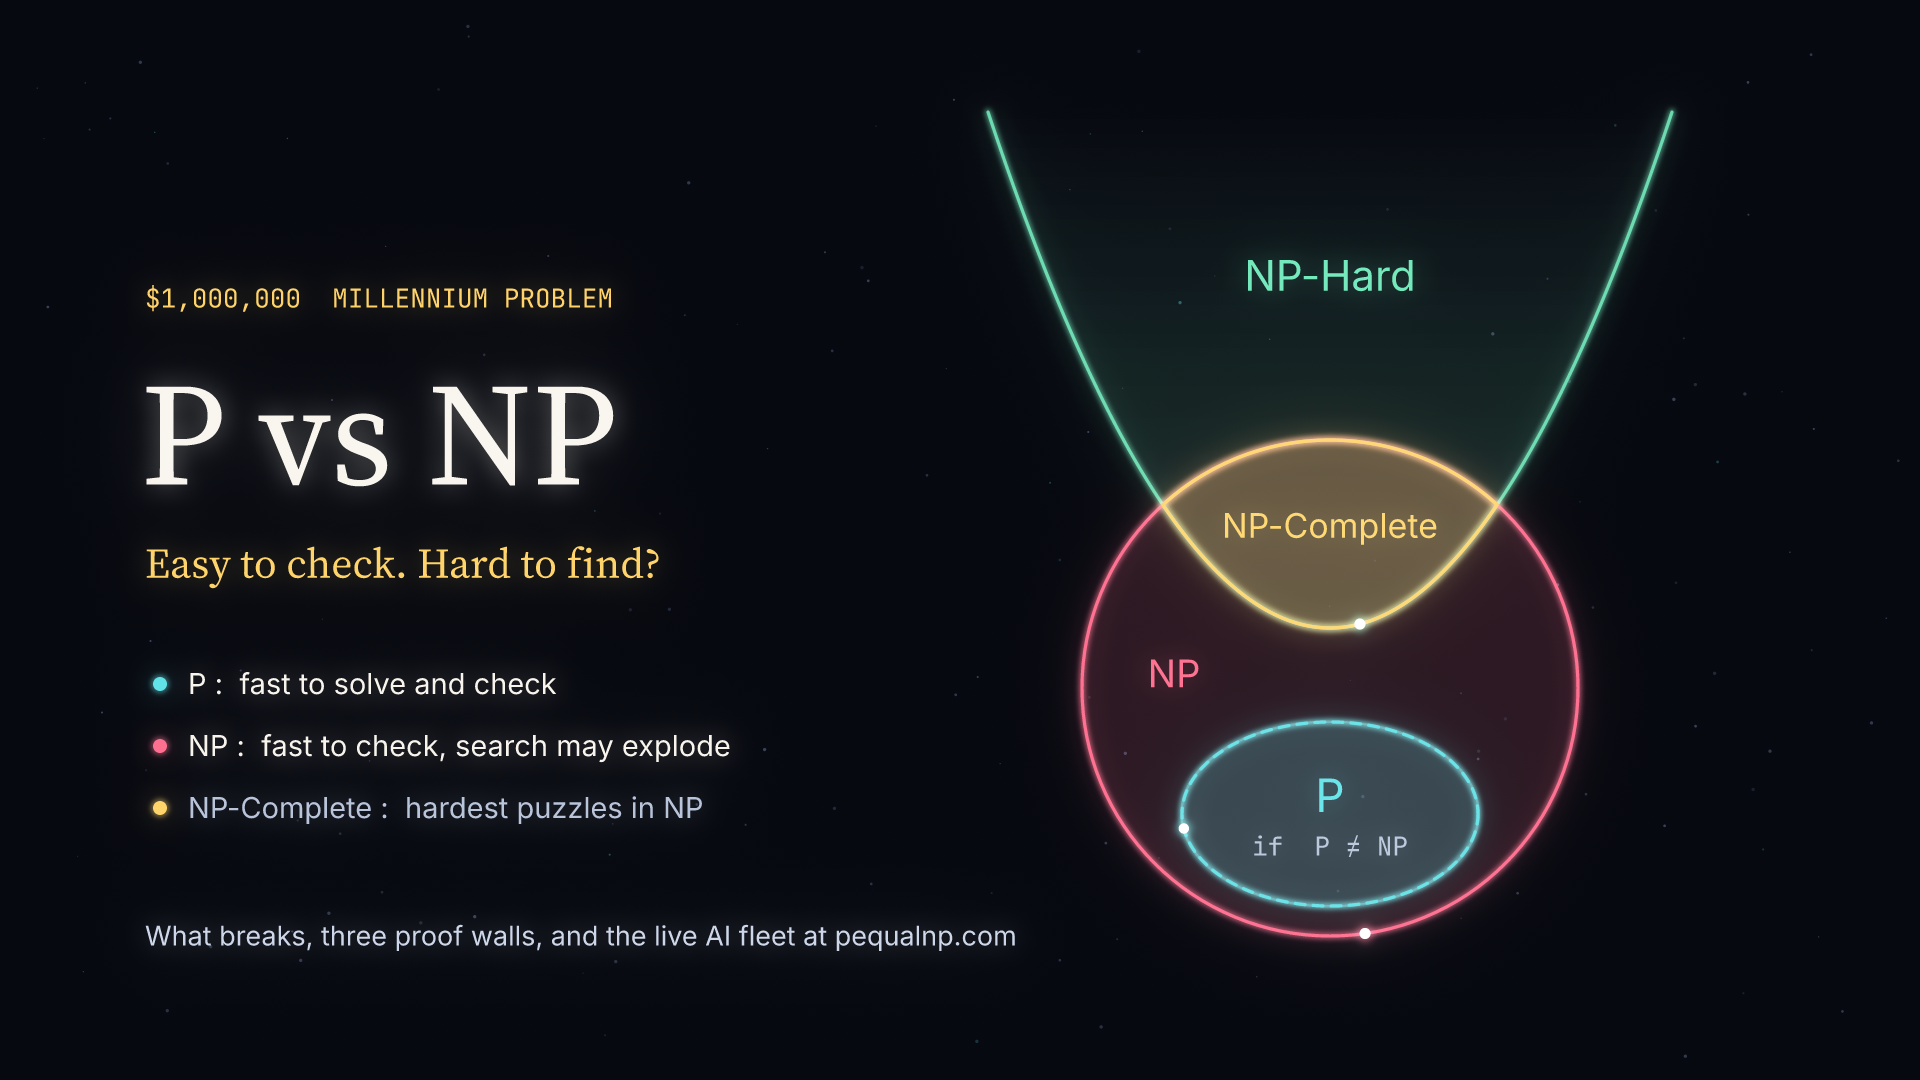 $1,000,000 MILLENNIUM PROBLEM
P vs NP
Easy to check. Hard to find?
P : fast to solve and check
NP : fast to check, search may explode
NP-Complete : hardest puzzles in NP
What breaks, three proof walls, and the live AI fleet at pequalnp.com
NP-Hard
NP-Complete
NP
P
if P ≠ NP